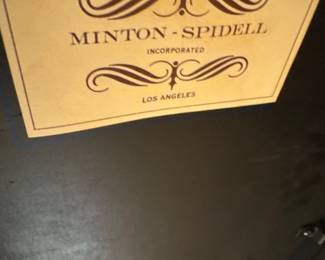 MINTON - SPIDELL
INCORPORATED
LOS ANGELES